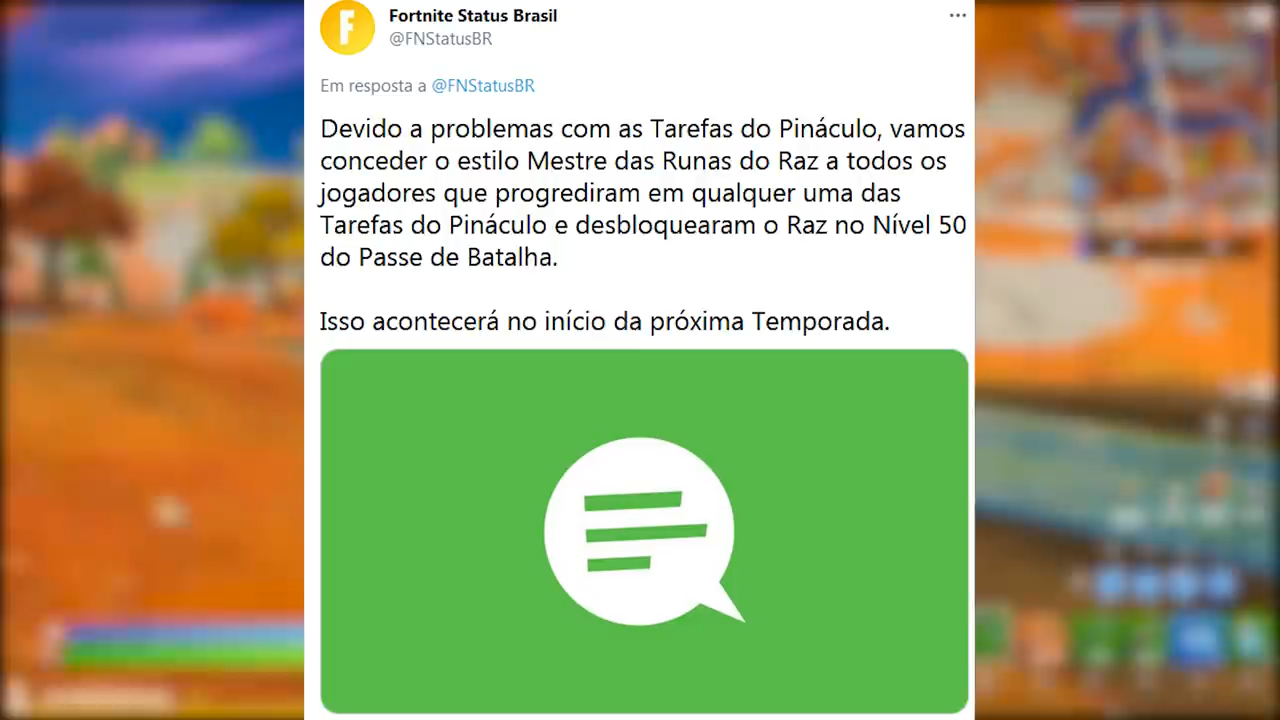 Fortnite Status Brasil
@FNStatusBR
Em resposta a @FNStatusBR
Devido a problemas com as Tarefas do Pináculo, vamos
conceder o estilo Mestre das Runas do Raz a todos os
jogadores que progrediram em qualquer uma das
Tarefas do Pináculo e desbloquearam o Raz no Nível 50
do Passe de Batalha.
Isso acontecerá no início da próxima Temporada.